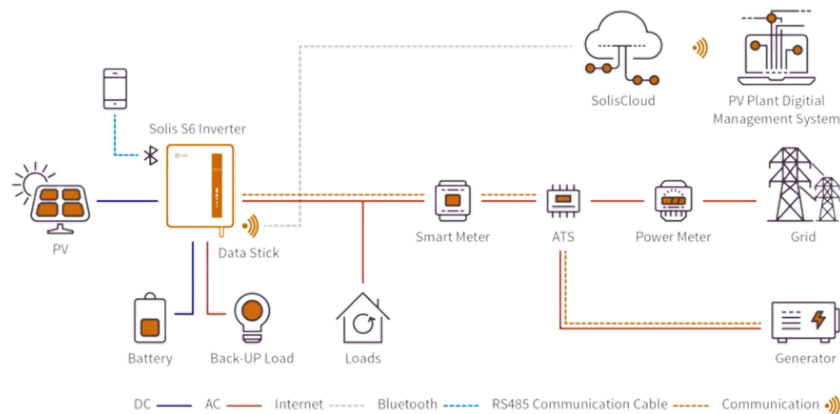 SolisCloud
PV Plant Digitial
Management System
Solis S6 Inverter
PV
Data Stick
Smart Meter
ATS
Power Meter
Grid
Battery
Back-UP Load
Loads
Generator
DC
AC
Internet
Bluetooth
RS485 Communication Cable
Communication